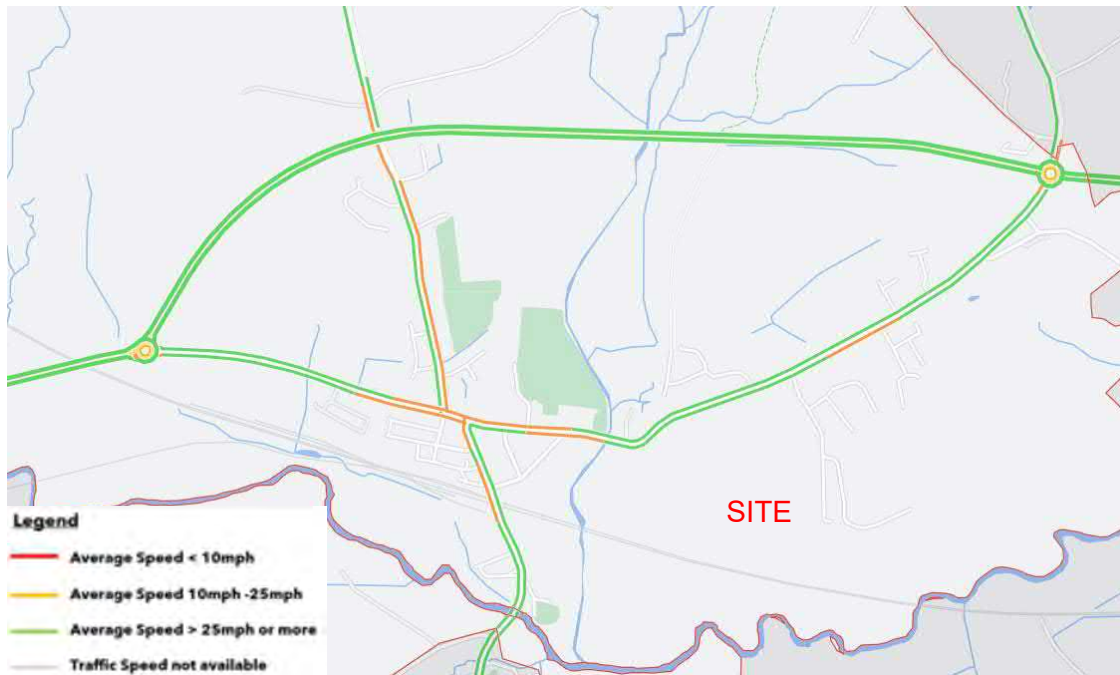 SITE
Legend
Average Speed < 10mph
Average Speed 10mph -25mph
Average Speed > 25mph or more
Traffic Speed not available